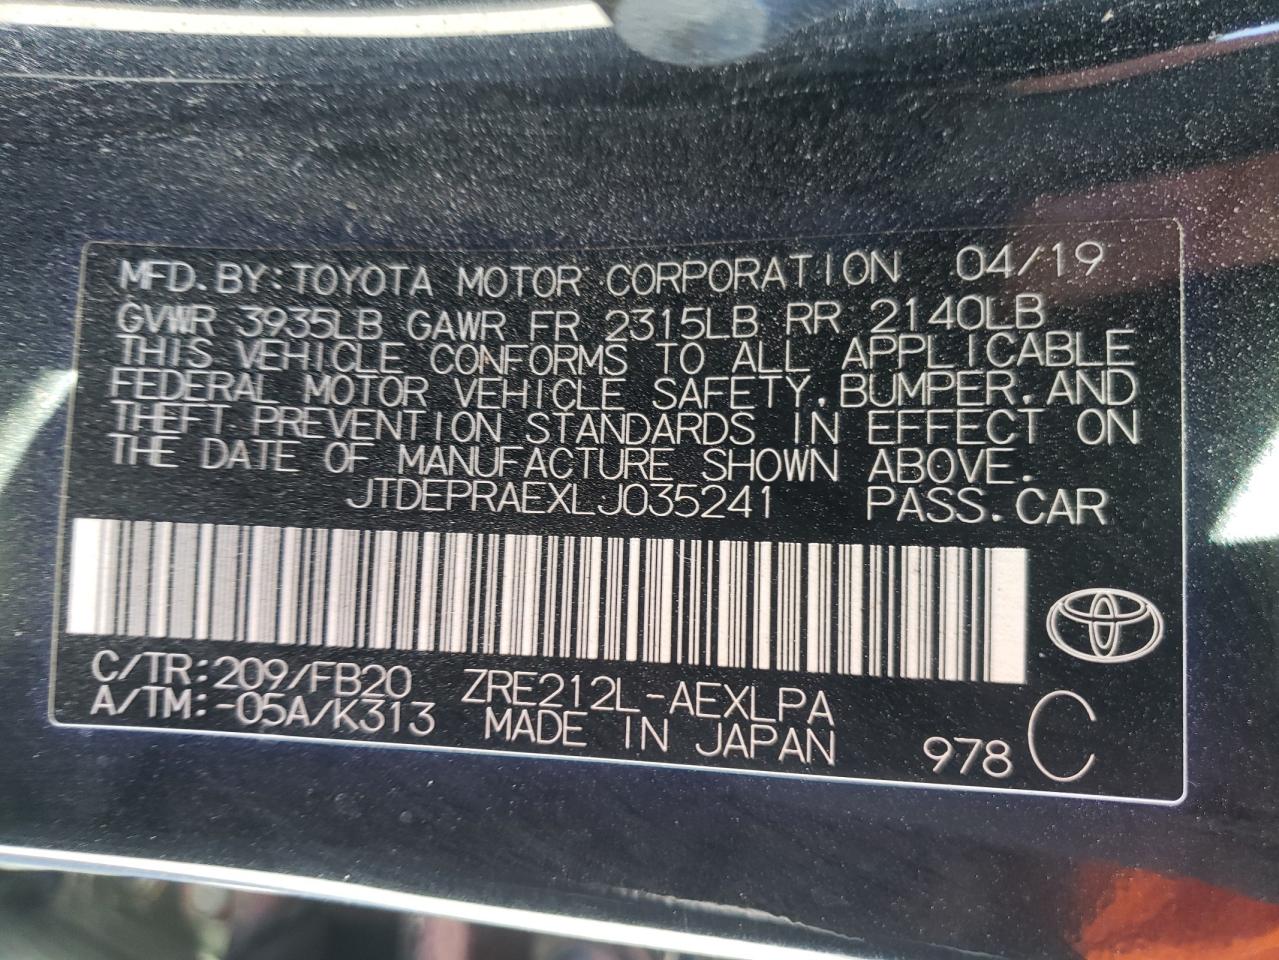 MFD. BY: TOYOTA MOTOR CORPORATION 04/19
GVWR 3935LB GAWR FR 2315LB RR 2140LB
THIS VEHICLE CONFORMS TO ALL APPLICABLE
FEDERAL MOTOR VEHICLE SAFETY, BUMPER, AND
THEFT PREVENTION STANDARDS IN EFFECT ON
THE DATE OF MANUFACTURE SHOWN ABOVE.
JTDEPRAEXLJ035241 PASS. CAR
C/TR: 209/FB20 ZRE212L-AEXLPA
A/TM: -05A/K313 MADE IN JAPAN 978 C